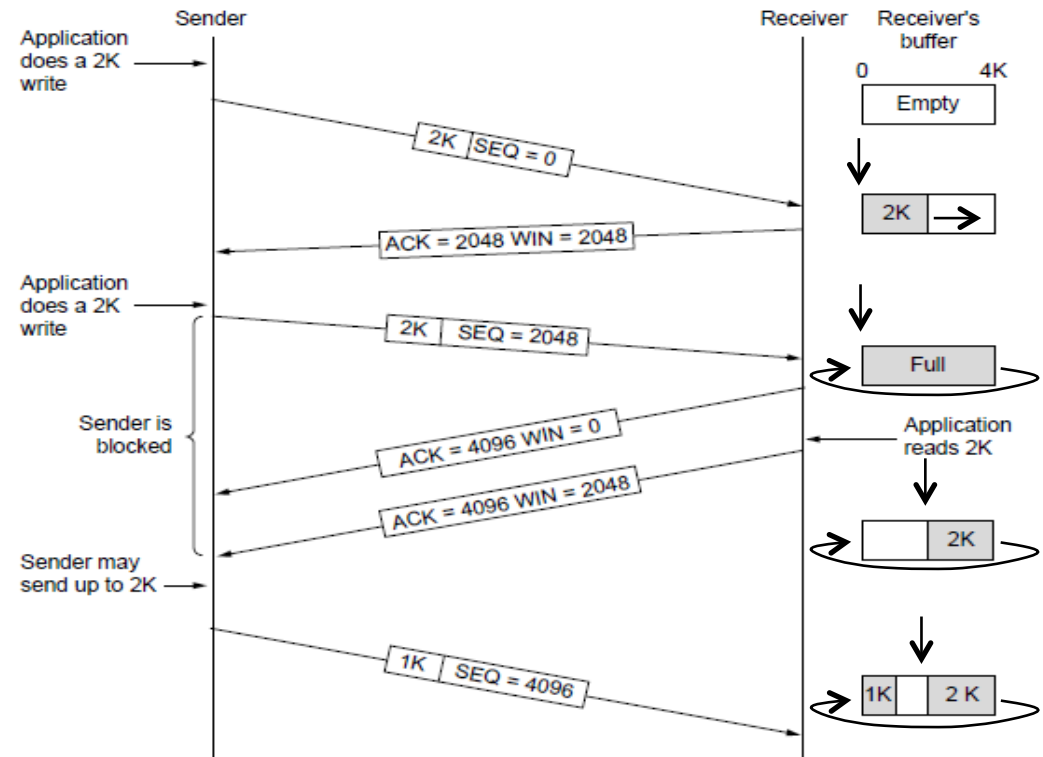 Sender
Receiver
Receiver's
buffer
Application
does a 2K
write
0 4K
Empty
2K SEQ = 0
2K
ACK = 2048 WIN = 2048
Application
does a 2K
write
2K SEQ = 2048
Full
Sender is
blocked
ACK = 4096 WIN = 0
Application
reads 2K
ACK = 4096 WIN = 2048
2K
Sender may
send up to 2K
1K SEQ = 4096
1K 2 K